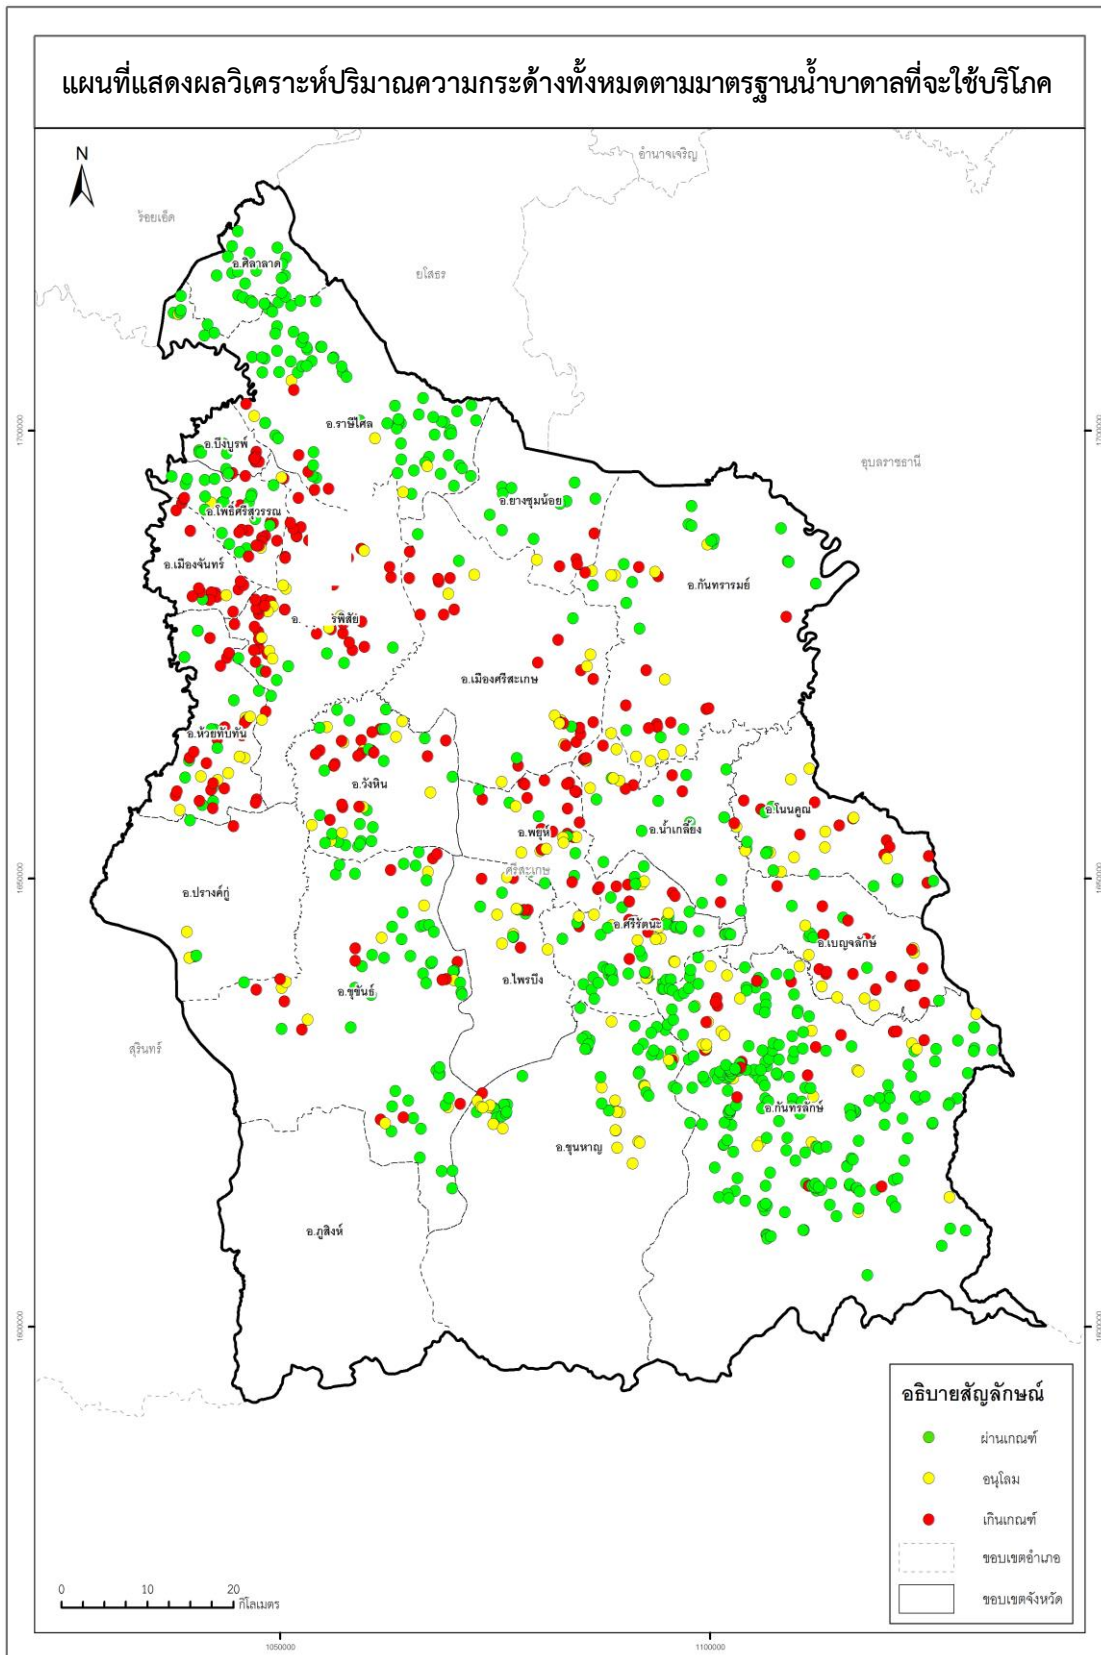 แผนที่แสดงผลวิเคราะห์ปริมาณความกระด้างทั้งหมดตามมาตรฐานน้ำบาดาลที่จะใช้บริโภค
N
อำนาจเจริญ
ร้อยเอ็ด
ยโสธร
อ.ศิลาลาด
อ.ราษีไศล
1700000
1700000
อ.บึงบูรพ์
อุบลราชธานี
อ.ยางชุมน้อย
อ.โพธิ์ศรีสุวรรณ
อ.เมืองจันทร์
อ.กันทรารมย์
อ. รพิสัย
อ.เมืองศรีสะเกษ
อ.ห้วยทับทัน
อ.วังหิน
อ.โนนคูณ
อ.พยุห์
อ.น้ำเกลี้ยง
ศรีสะเกษ
1650000
1650000
อ.ปรางค์กู่
อ.ศรีรัตนะ
อ.เบญจลักษ์
อ.ไพรบึง
อ.ขุขันธ์
สุรินทร์
อ.กันทรลักษ์
อ.ขุนหาญ
อ.ภูสิงห์
1600000
1600000
อธิบายสัญลักษณ์
ผ่านเกณฑ์
อนุโลม
เกินเกณฑ์
ขอบเขตอำเภอ
ขอบเขตจังหวัด
0 10 20
กิโลเมตร
1050000
1100000